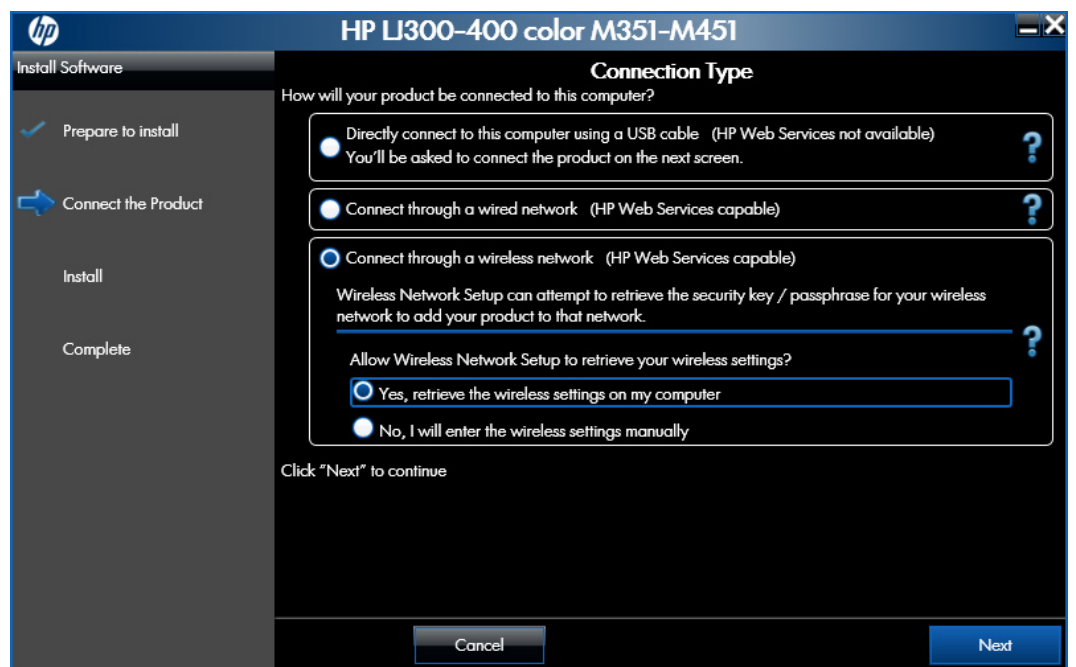 hp
HP LJ300-400 color M351-M451
Install Software
Prepare to install
Connect the Product
Install
Complete
Connection Type
How will your product be connected to this computer?
Directly connect to this computer using a USB cable (HP Web Services not available)
You'll be asked to connect the product on the next screen.
?
Connect through a wired network (HP Web Services capable)
?
Connect through a wireless network (HP Web Services capable)
Wireless Network Setup can attempt to retrieve the security key / passphrase for your wireless
network to add your product to that network.
?
Allow Wireless Network Setup to retrieve your wireless settings?
Yes, retrieve the wireless settings on my computer
No, I will enter the wireless settings manually
Click "Next" to continue
Cancel
Next